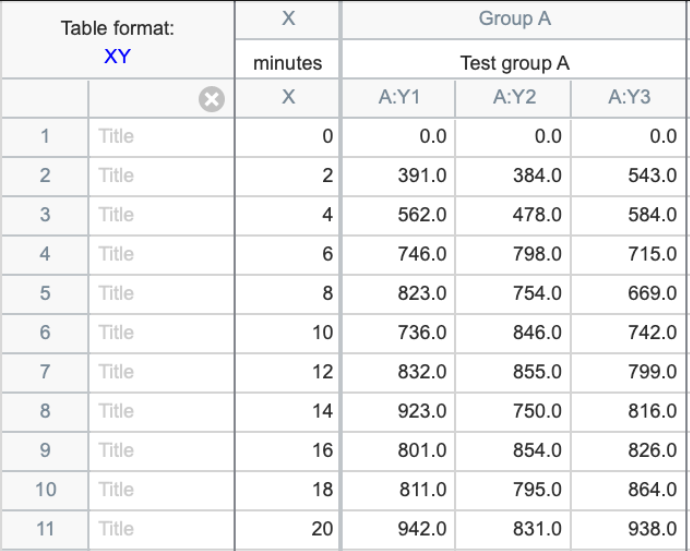 Table format: X Group A
XY minutes Test group A
X A:Y1 A:Y2 A:Y3
1 Title 0 0.0 0.0 0.0
2 Title 2 391.0 384.0 543.0
3 Title 4 562.0 478.0 584.0
4 Title 6 746.0 798.0 715.0
5 Title 8 823.0 754.0 669.0
6 Title 10 736.0 846.0 742.0
7 Title 12 832.0 855.0 799.0
8 Title 14 923.0 750.0 816.0
9 Title 16 801.0 854.0 826.0
10 Title 18 811.0 795.0 864.0
11 Title 20 942.0 831.0 938.0